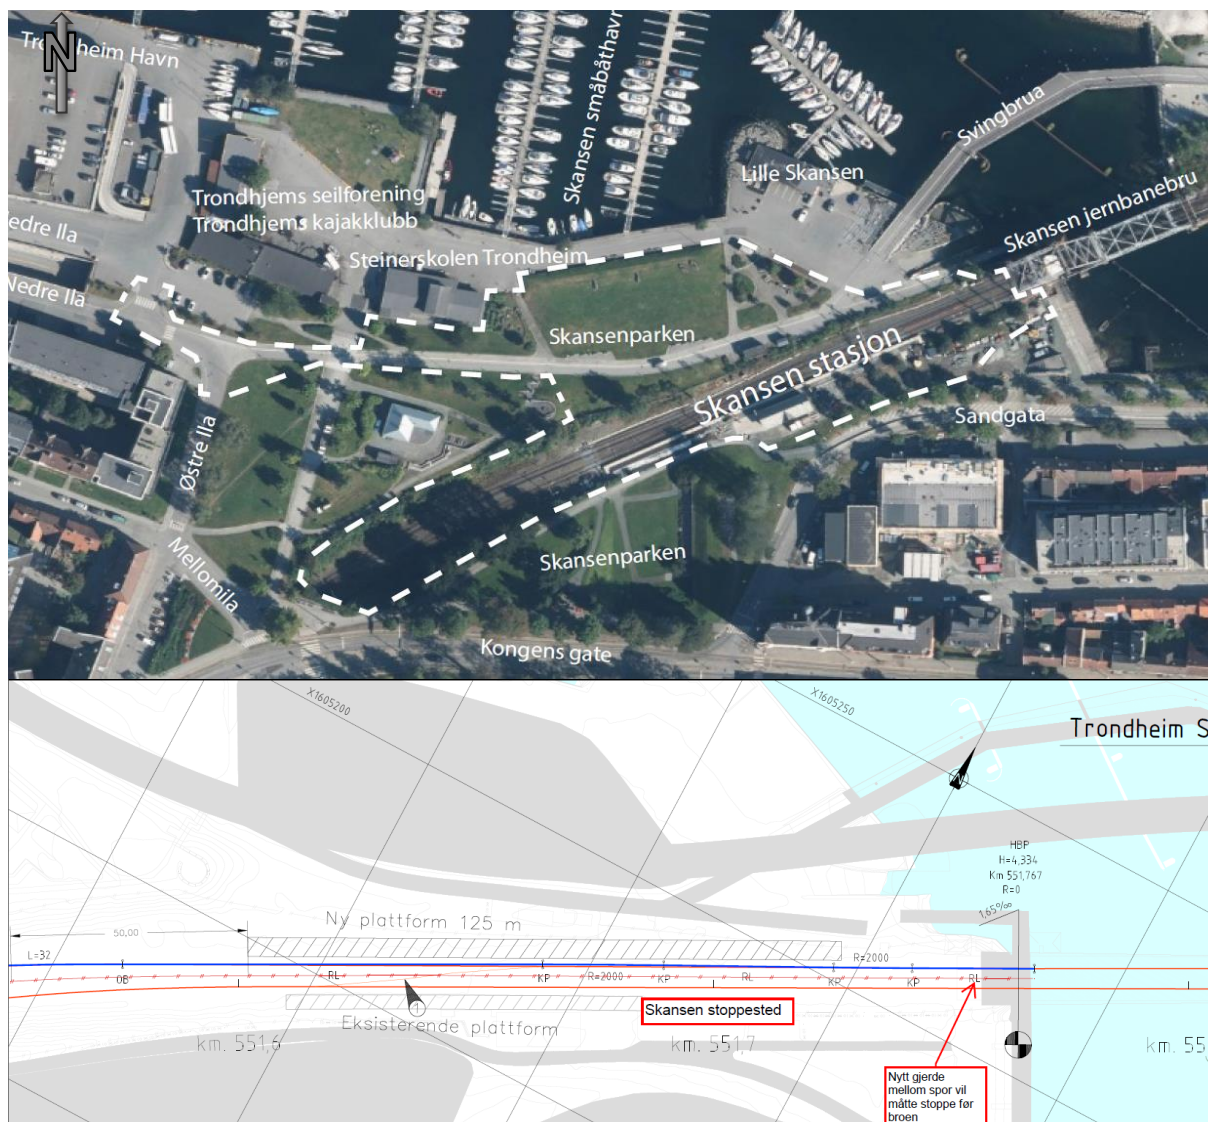 Trondheim Havn
N
Skansen småbåthavn
Svingbrua
Lille Skansen
Skansen jernbanebru
Trondhjems seilforening
Trondhjems kajakklubb
edre Ila
Steinerskolen Trondheim
Nedre Ila
Skansenparken
Skansen stasjon
Sandgata
Østre Ila
Mellomila
Skansenparken
Kongens gate
X1605200
X1605250
Trondheim S
N
HBP
H=4,334
Km 551,767
R=0
1,65‰
Ny plattform 125 m
50,00
L=32
R=2000
OB
RL
KP
R=2000
KP
RL
KP
KP
RL
1
Skansen stoppested
Eksisterende plattform
km. 551,6
km. 551,7
km. 55
Nytt gjerde
mellom spor vil
måtte stoppe før
broen